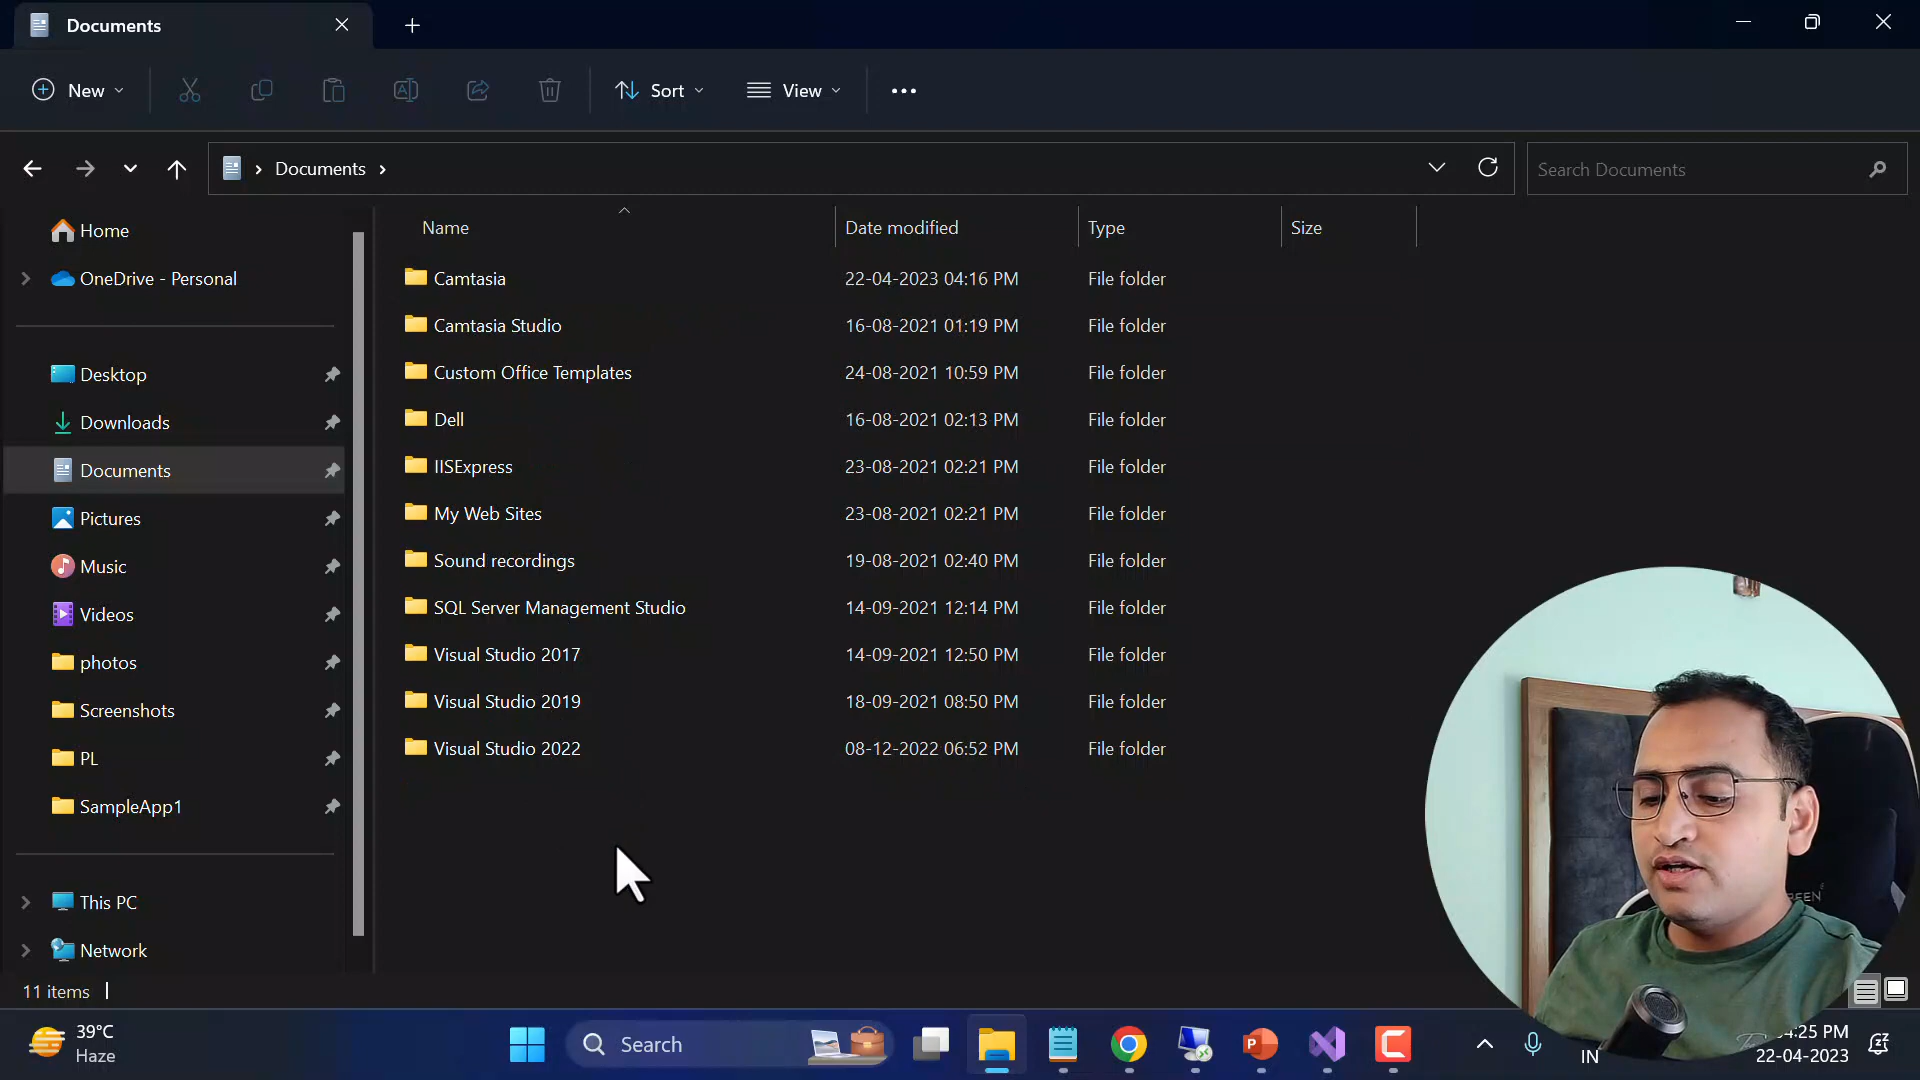 Documents
New
Sort
View
Documents
Search Documents
Name
Date modified
Type
Size
Home
OneDrive - Personal
Desktop
Downloads
Documents
Pictures
Music
Videos
photos
Screenshots
PL
SampleApp1
This PC
Network
Camtasia 22-04-2023 04:16 PM File folder
Camtasia Studio 16-08-2021 01:19 PM File folder
Custom Office Templates 24-08-2021 10:59 PM File folder
Dell 16-08-2021 02:13 PM File folder
IISExpress 23-08-2021 02:21 PM File folder
My Web Sites 23-08-2021 02:21 PM File folder
Sound recordings 19-08-2021 02:40 PM File folder
SQL Server Management Studio 14-09-2021 12:14 PM File folder
Visual Studio 2017 14-09-2021 12:50 PM File folder
Visual Studio 2019 18-09-2021 08:50 PM File folder
Visual Studio 2022 08-12-2022 06:52 PM File folder
11 items
39°C
Haze
Search
IN
4:25 PM
22-04-2023